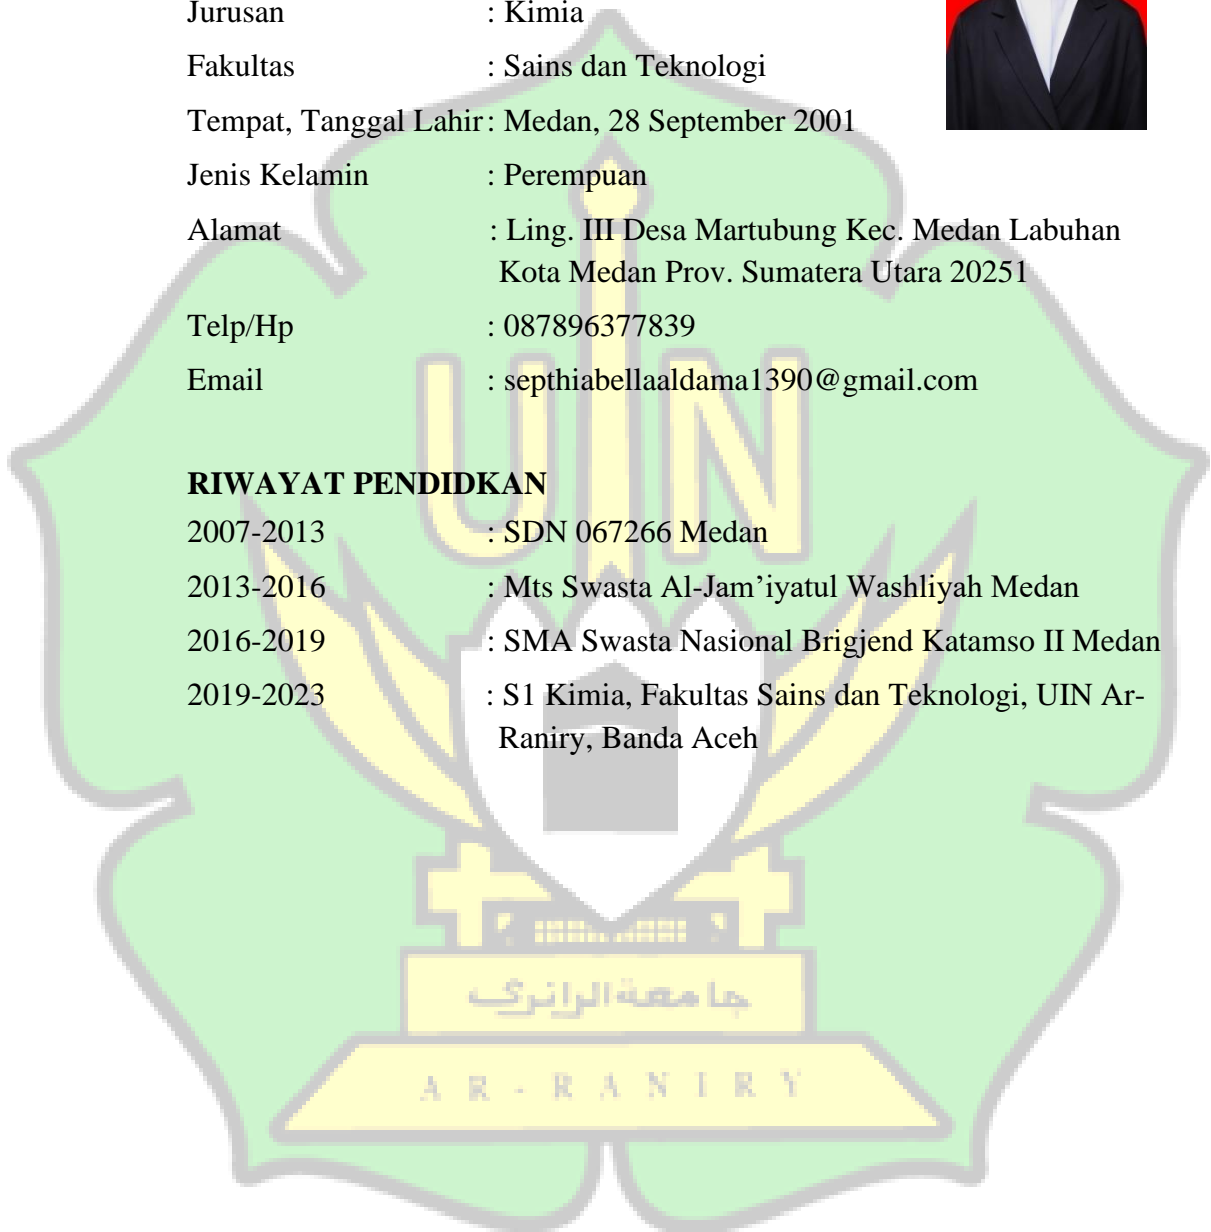 Jurusan : Kimia
Fakultas : Sains dan Teknologi
Tempat, Tanggal Lahir : Medan, 28 September 2001
Jenis Kelamin : Perempuan
Alamat : Ling. III Desa Martubung Kec. Medan Labuhan
Kota Medan Prov. Sumatera Utara 20251
Telp/Hp : 087896377839
Email : septhiabellaaldama1390@gmail.com
UIN
RIWAYAT PENDIDKAN
2007-2013 : SDN 067266 Medan
2013-2016 : Mts Swasta Al-Jam’iyatul Washliyah Medan
2016-2019 : SMA Swasta Nasional Brigjend Katamso II Medan
2019-2023 : S1 Kimia, Fakultas Sains dan Teknologi, UIN Ar-
Raniry, Banda Aceh
جامعة الرانري
AR-RANIRY